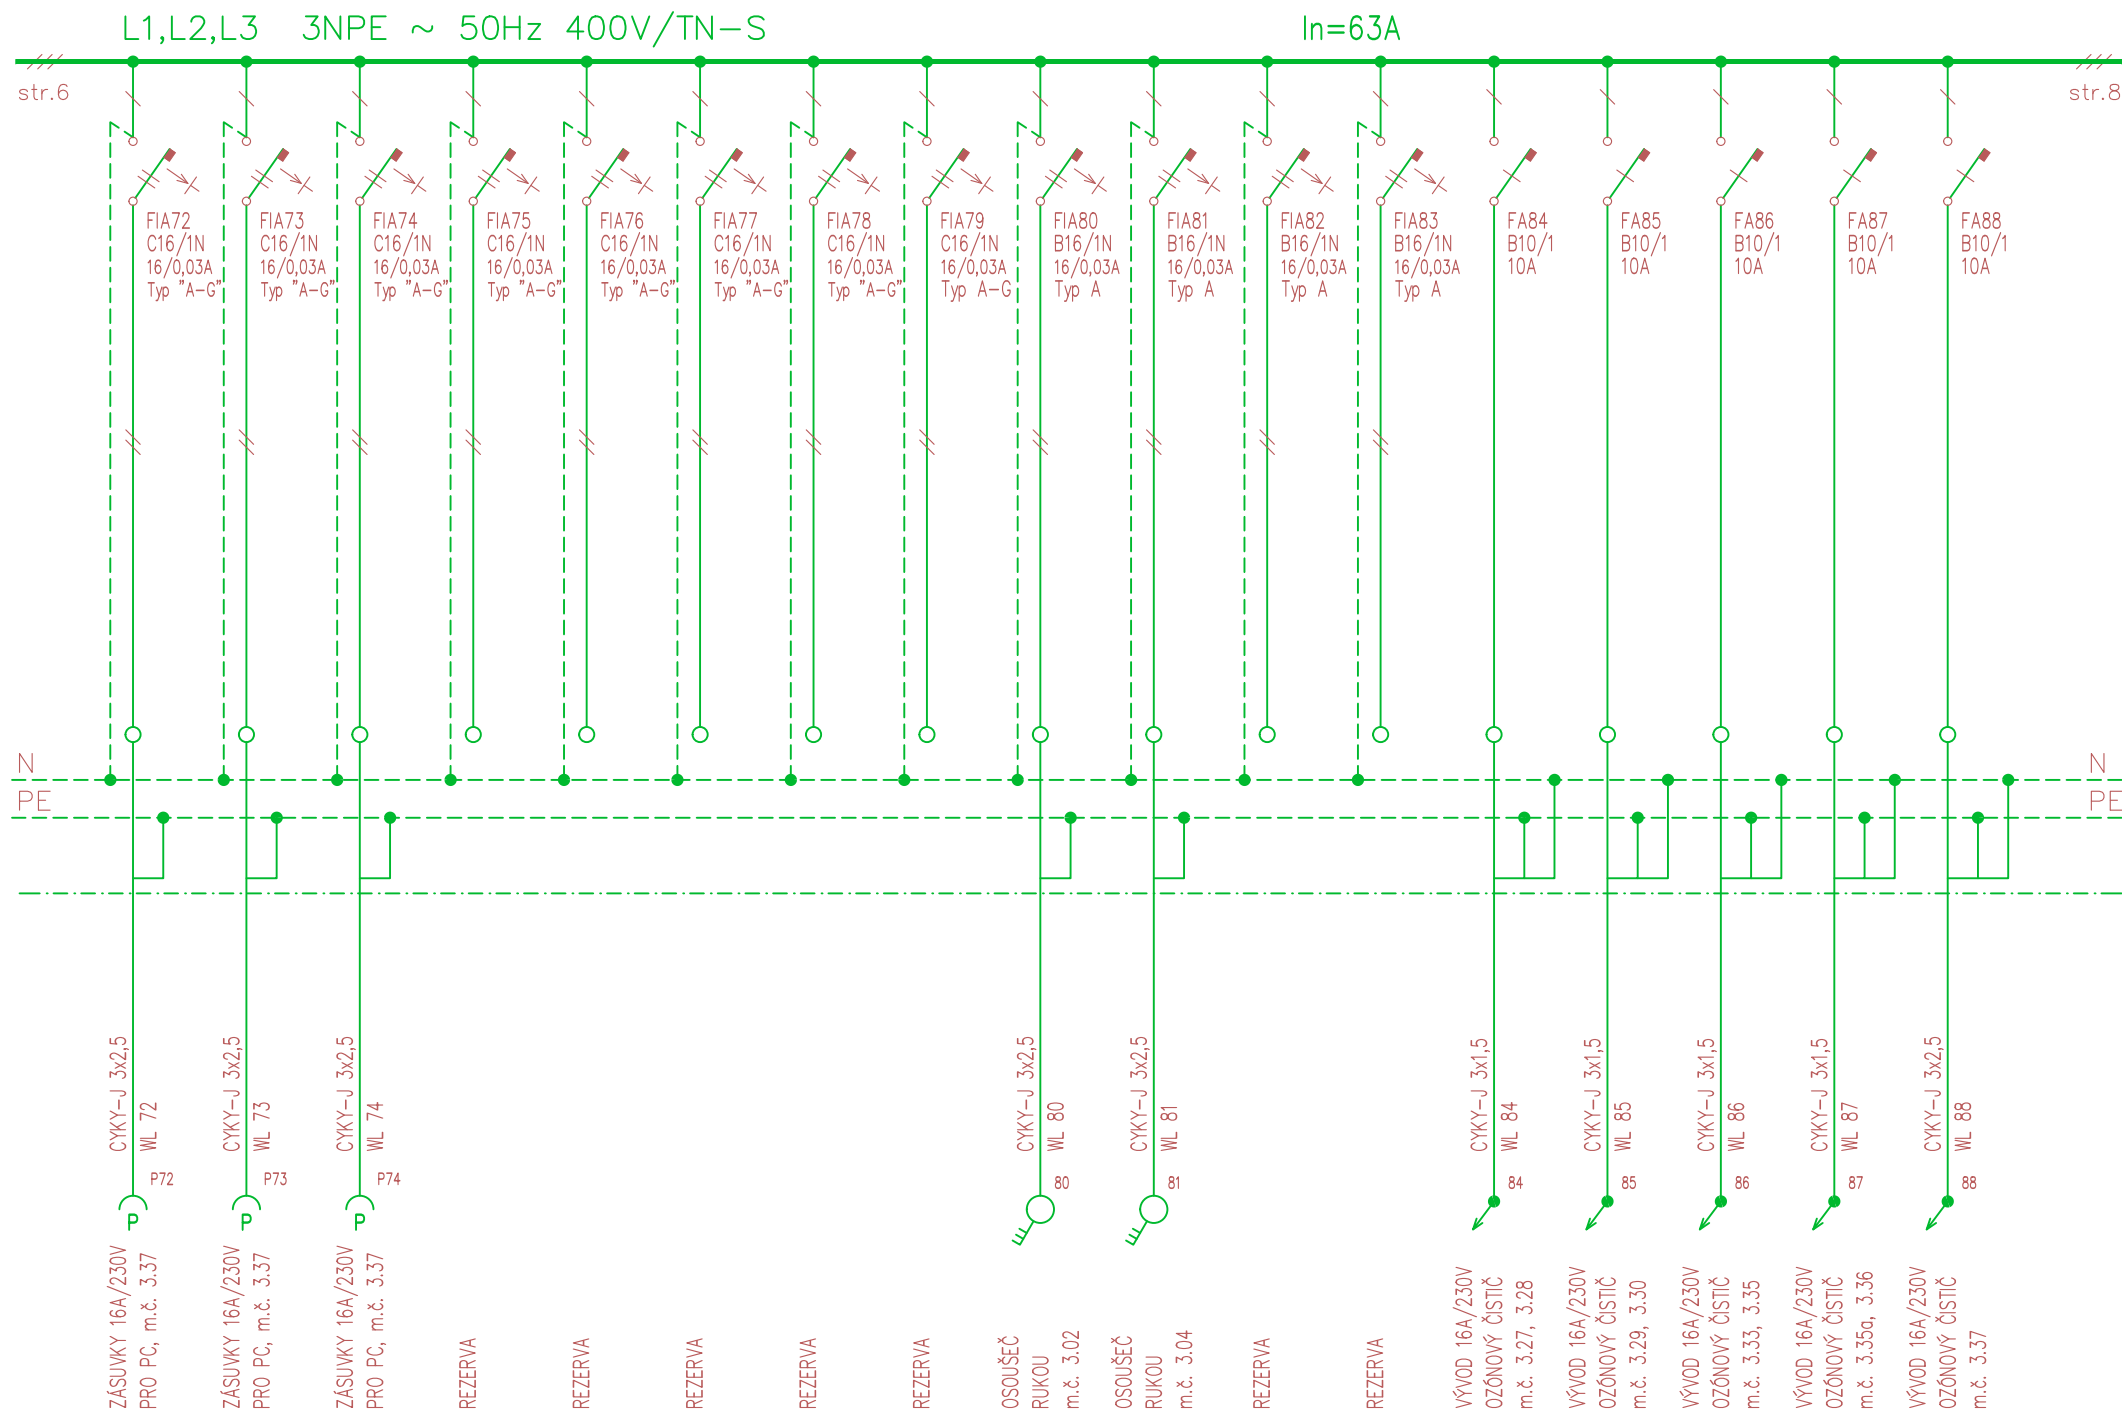 L1,L2,L3 3NPE ~ 50Hz 400V/TN-S
In=63A
str.6
str.8
FIA72
C16/1N
16/0,03A
Typ "A-G"
FIA73
C16/1N
16/0,03A
Typ "A-G"
FIA74
C16/1N
16/0,03A
Typ "A-G"
FIA75
C16/1N
16/0,03A
Typ "A-G"
FIA76
C16/1N
16/0,03A
Typ "A-G"
FIA77
C16/1N
16/0,03A
Typ "A-G"
FIA78
C16/1N
16/0,03A
Typ "A-G"
FIA79
C16/1N
16/0,03A
Typ A-G
FIA80
B16/1N
16/0,03A
Typ A
FIA81
B16/1N
16/0,03A
Typ A
FIA82
B16/1N
16/0,03A
Typ A
FIA83
B16/1N
16/0,03A
Typ A
FA84
B10/1
10A
FA85
B10/1
10A
FA86
B10/1
10A
FA87
B10/1
10A
FA88
B10/1
10A
N
N
PE
PE
CYKY-J 3x2,5
WL 72
CYKY-J 3x2,5
WL 73
CYKY-J 3x2,5
WL 74
CYKY-J 3x2,5
WL 80
CYKY-J 3x2,5
WL 81
CYKY-J 3x1,5
WL 84
CYKY-J 3x1,5
WL 85
CYKY-J 3x1,5
WL 86
CYKY-J 3x1,5
WL 87
CYKY-J 3x2,5
WL 88
P72
P73
P74
80
81
84
85
86
87
88
P
P
P
ZÁSUVKY 16A/230V
PRO PC, m.č. 3.37
ZÁSUVKY 16A/230V
PRO PC, m.č. 3.37
ZÁSUVKY 16A/230V
PRO PC, m.č. 3.37
REZERVA
REZERVA
REZERVA
REZERVA
REZERVA
OSOUŠEČ
RUKOU
m.č. 3.02
OSOUŠEČ
RUKOU
m.č. 3.04
REZERVA
REZERVA
VÝVOD 16A/230V
OZÓNOVÝ ČISTIČ
m.č. 3.27, 3.28
VÝVOD 16A/230V
OZÓNOVÝ ČISTIČ
m.č. 3.29, 3.30
VÝVOD 16A/230V
OZÓNOVÝ ČISTIČ
m.č. 3.33, 3.35
VÝVOD 16A/230V
OZÓNOVÝ ČISTIČ
m.č. 3.35a, 3.36
VÝVOD 16A/230V
OZÓNOVÝ ČISTIČ
m.č. 3.37